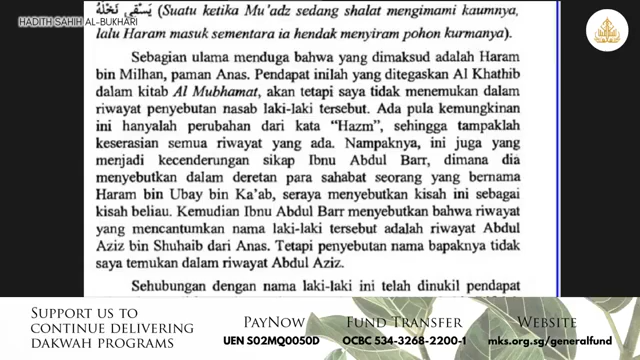 HADITH SAHIH AL-BUKHARI
يَسْقِي نَخْلَهُ (Suatu ketika Mu'adz sedang shalat mengimami kaumnya,
lalu Haram masuk sementara ia hendak menyiram pohon kurmanya).
Sebagian ulama menduga bahwa yang dimaksud adalah Haram
bin Milhan, paman Anas. Pendapat inilah yang ditegaskan Al Khathib
dalam kitab Al Mubhamat, akan tetapi saya tidak menemukan dalam
riwayat penyebutan nasab laki-laki tersebut. Ada pula kemungkinan
ini hanyalah perubahan dari kata "Hazm", sehingga tampaklah
keserasian semua riwayat yang ada. Nampaknya, ini juga yang
menjadi kecenderungan sikap Ibnu Abdul Barr, dimana dia
menyebutkan dalam deretan para sahabat seorang yang bernama
Haram bin Ubay bin Ka'ab, seraya menyebutkan kisah ini sebagai
kisah beliau. Kemudian Ibnu Abdul Barr menyebutkan bahwa riwayat
yang mencantumkan nama laki-laki tersebut adalah riwayat Abdul
Aziz bin Shuhaib dari Anas. Tetapi penyebutan nama bapaknya tidak
saya temukan dalam riwayat Abdul Aziz.
Sehubungan dengan nama laki-laki ini telah dinukil pendapat
SUPPORT US TO
CONTINUE DELIVERING
DAKWAH PROGRAMS
PAYNOW
UEN S02MQ0050D
FUND TRANSFER
OCBC 534-3268-2200-1
WEBSITE
mks.org.sg/generalfund